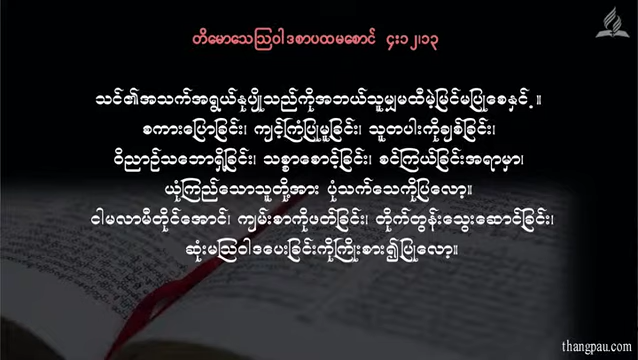 တိမောသေဩဝါဒစာပထမစောင် ၄း၁၂၊၁၃
သင်၏အသက်အရွယ်နုပျိုသည်ကိုအဘယ်သူမျှမထီမဲ့မြင်မပြုစေနှင့်.။
စကားပြောခြင်း၊ ကျင့်ကြံပြုမူခြင်း၊ သူတပါးကိုချစ်ခြင်း၊
ဝိညာဉ်သဘောရှိခြင်း၊ သစ္စာစောင့်ခြင်း၊ စင်ကြယ်ခြင်းအရာမှာ၊
ယုံကြည်သောသူတို့အား ပုံသက်သေကိုပြလော့။
ငါမလာမီတိုင်အောင်၊ ကျမ်းစာကိုဖတ်ခြင်း၊ တိုက်တွန်းသွေးဆောင်ခြင်း၊
ဆုံးမဩဝါဒပေးခြင်းကိုကြိုးစား၍ပြုလော့။
thangpau.com